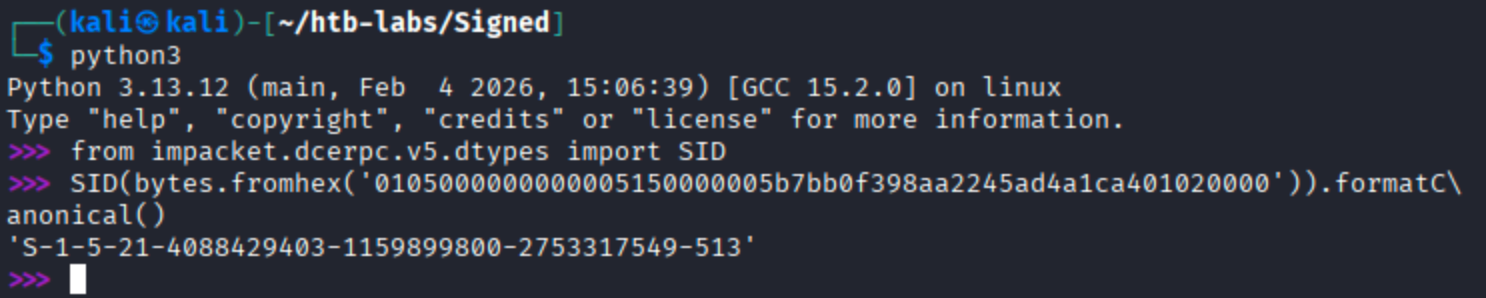 ┌──(kali㉿kali)-[~/htb-labs/Signed]
└─$ python3
Python 3.13.12 (main, Feb  4 2026, 15:06:39) [GCC 15.2.0] on linux
Type "help", "copyright", "credits" or "license" for more information.
>>> from impacket.dcerpc.v5.dtypes import SID
>>> SID(bytes.fromhex('0105000000000005150000005b7bb0f398aa2245ad4a1ca401020000')).formatC\
anonical()
'S-1-5-21-4088429403-1159899800-2753317549-513'
>>>